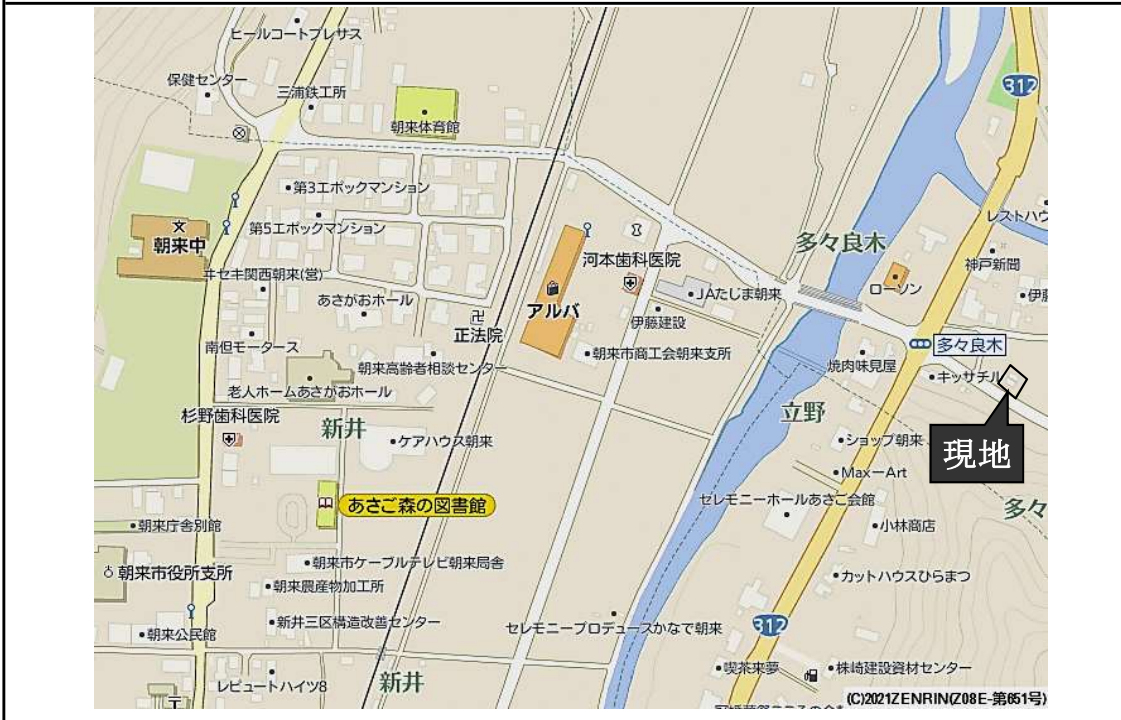 ヒールコートプレサス
保健センター
三浦鉄工所
朝来体育館
312
第3エポックマンション
第5エポックマンション
朝来中
ヰセキ関西朝来(営)
あさがおホール
南但モータース
正法院
朝来高齢者相談センター
老人ホームあさがおホール
アルバ
河本歯科医院
JAたじま朝来
伊藤建設
朝来市商工会朝来支所
多々良木
ローソン
レストハウ
神戸新聞
伊藤
多々良木
焼肉味見屋
キッサチル
現地
立野
ショップ朝来
Max-Art
セレモニーホールあさご会館
小林商店
多々
カットハウスひらまつ
杉野歯科医院
新井
ケアハウス朝来
あさご森の図書館
朝来庁舎別館
朝来市役所支所
朝来市ケーブルテレビ朝来局舎
朝来農産物加工所
新井三区構造改善センター
朝来公民館
セレモニープロデュースかなで朝来
312
レピュートハイツ8
新井
喫茶来夢
株崎建設資材センター
(C)2021ZENRIN(Z08E-第651号)